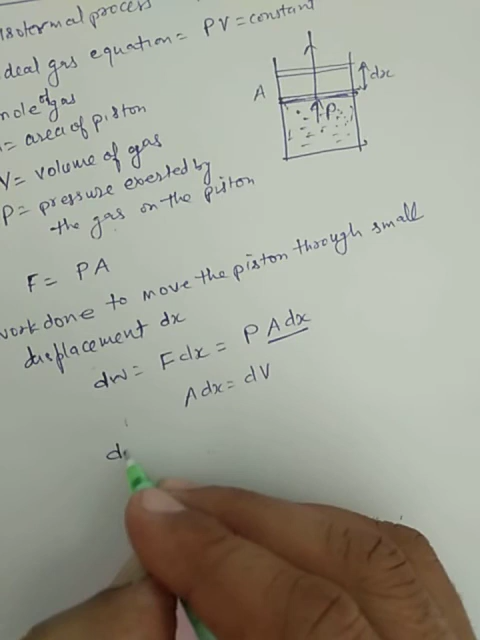 Isothermal process
deal gas equation = PV = constant
mole of gas
= area of piston
V = volume of gas
P = pressure exerted by
the gas on the piston
A
dx
P
F = PA
work done to move the piston through small
displacement dx
dw = Fdx = P Adx
Adx = dV
d